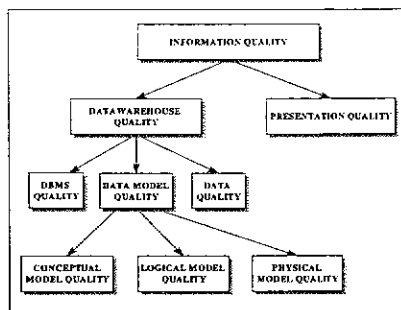 INFORMATION QUALITY
DATAWAREHOUSE
QUALITY
PRESENTATION QUALITY
DBMS
QUALITY
DATA MODEL
QUALITY
DATA
QUALITY
CONCEPTUAL
MODEL QUALITY
LOGICAL MODEL
QUALITY
PHYSICAL
MODEL QUALITY